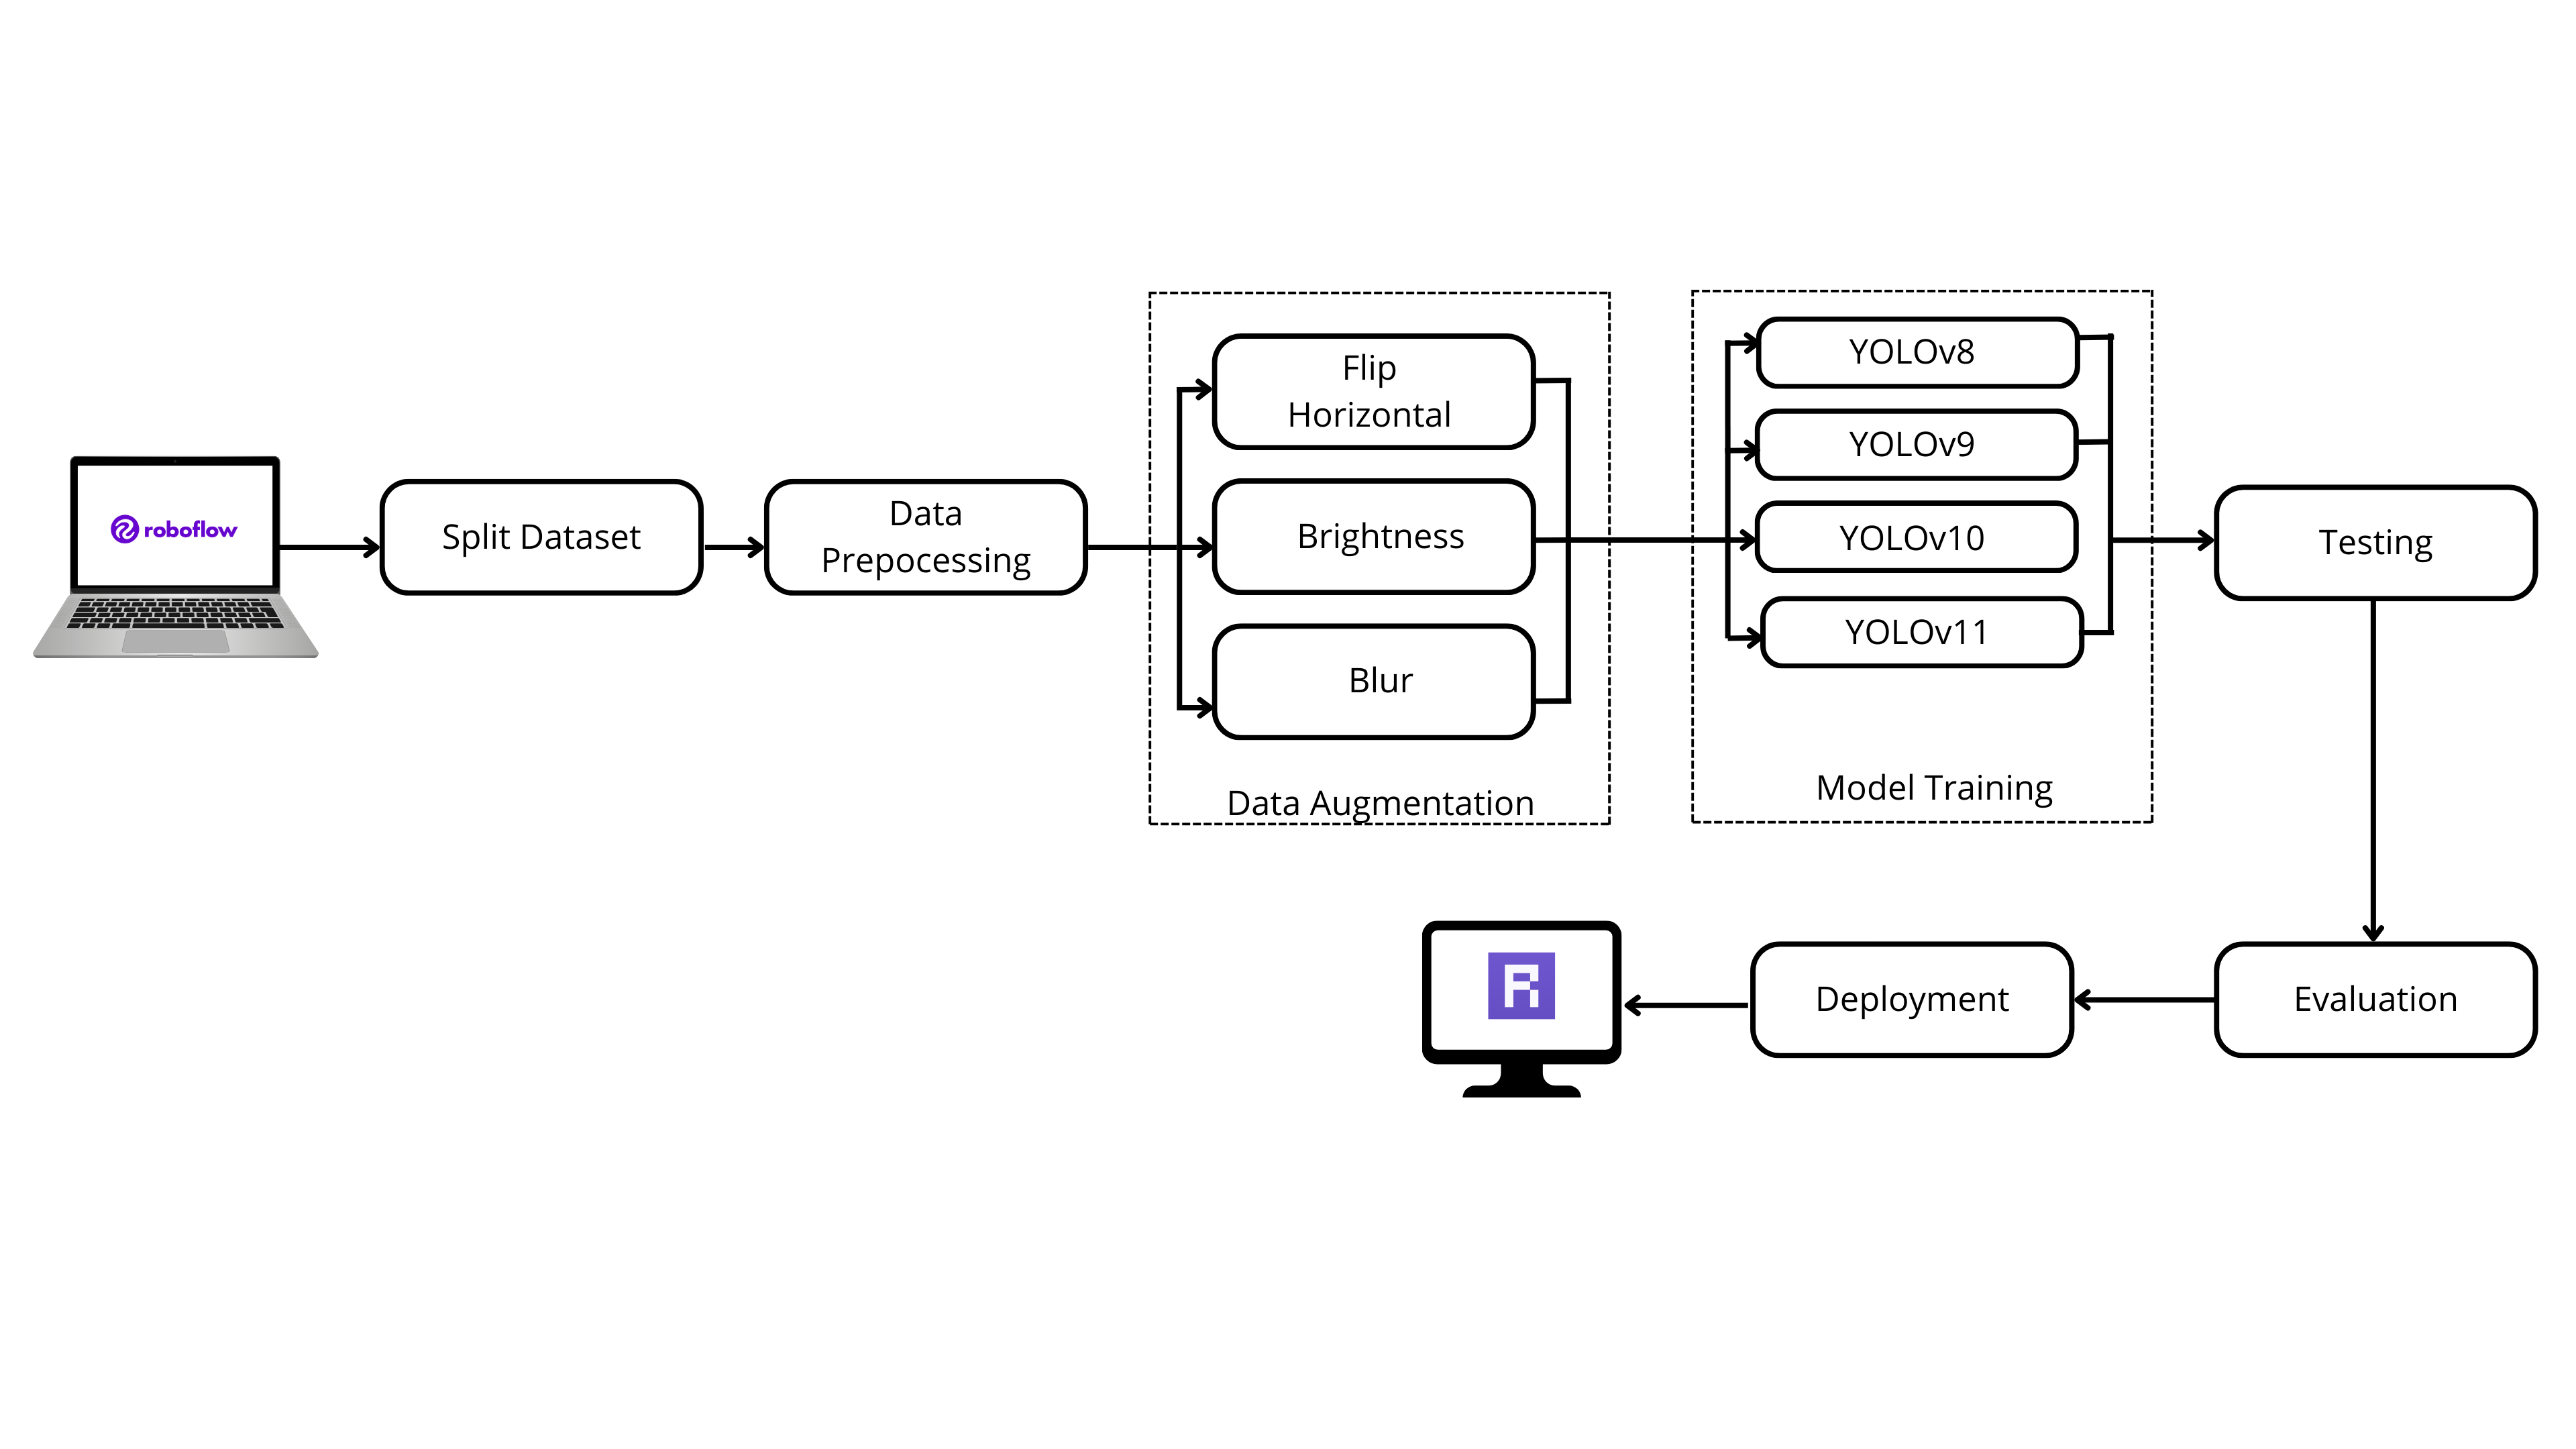 roboflow
Split Dataset
Data
Prepocessing
Flip
Horizontal
Brightness
Blur
Data Augmentation
YOLOv8
YOLOv9
YOLOv10
YOLOv11
Model Training
Testing
Evaluation
Deployment
R